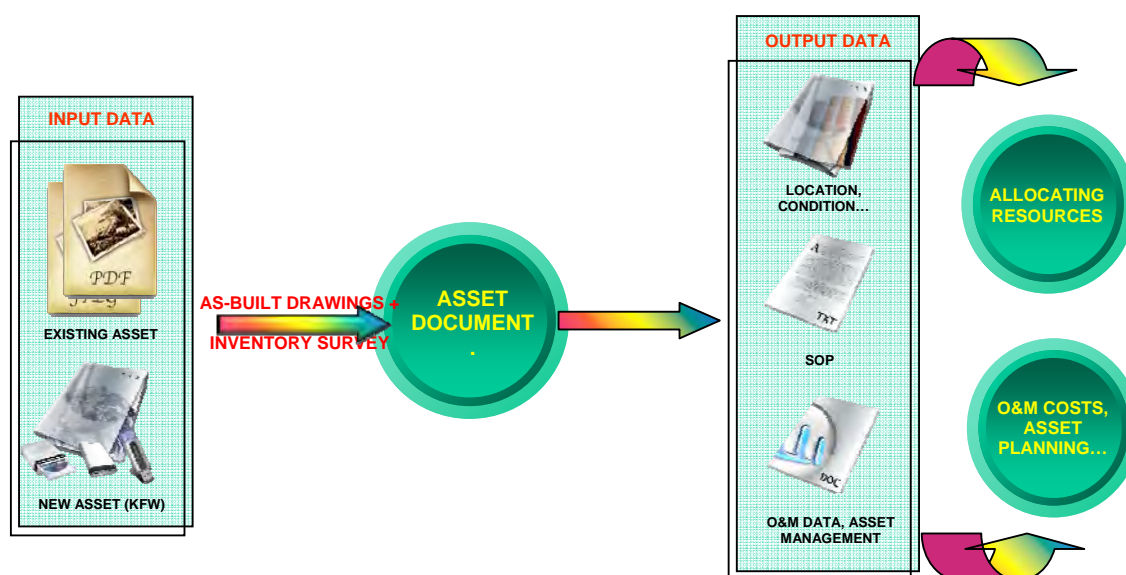 INPUT DATA
PDF
EXISTING ASSET
NEW ASSET (KFW)
AS-BUILT DRAWINGS +
INVENTORY SURVEY
ASSET
DOCUMENT
.
OUTPUT DATA
LOCATION,
CONDITION…
A
TXT
SOP
DOC
O&M DATA, ASSET
MANAGEMENT
ALLOCATING
RESOURCES
O&M COSTS,
ASSET
PLANNING…